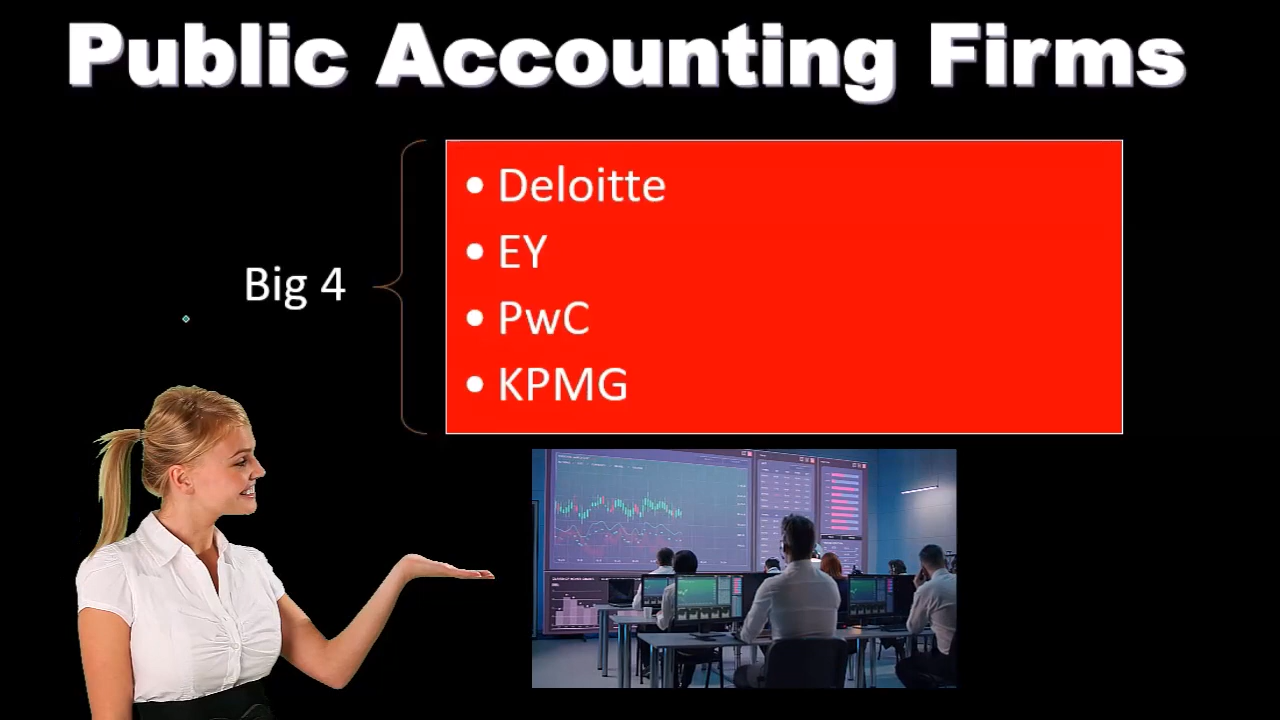 Public Accounting Firms
Big 4
• Deloitte
• EY
• PwC
• KPMG